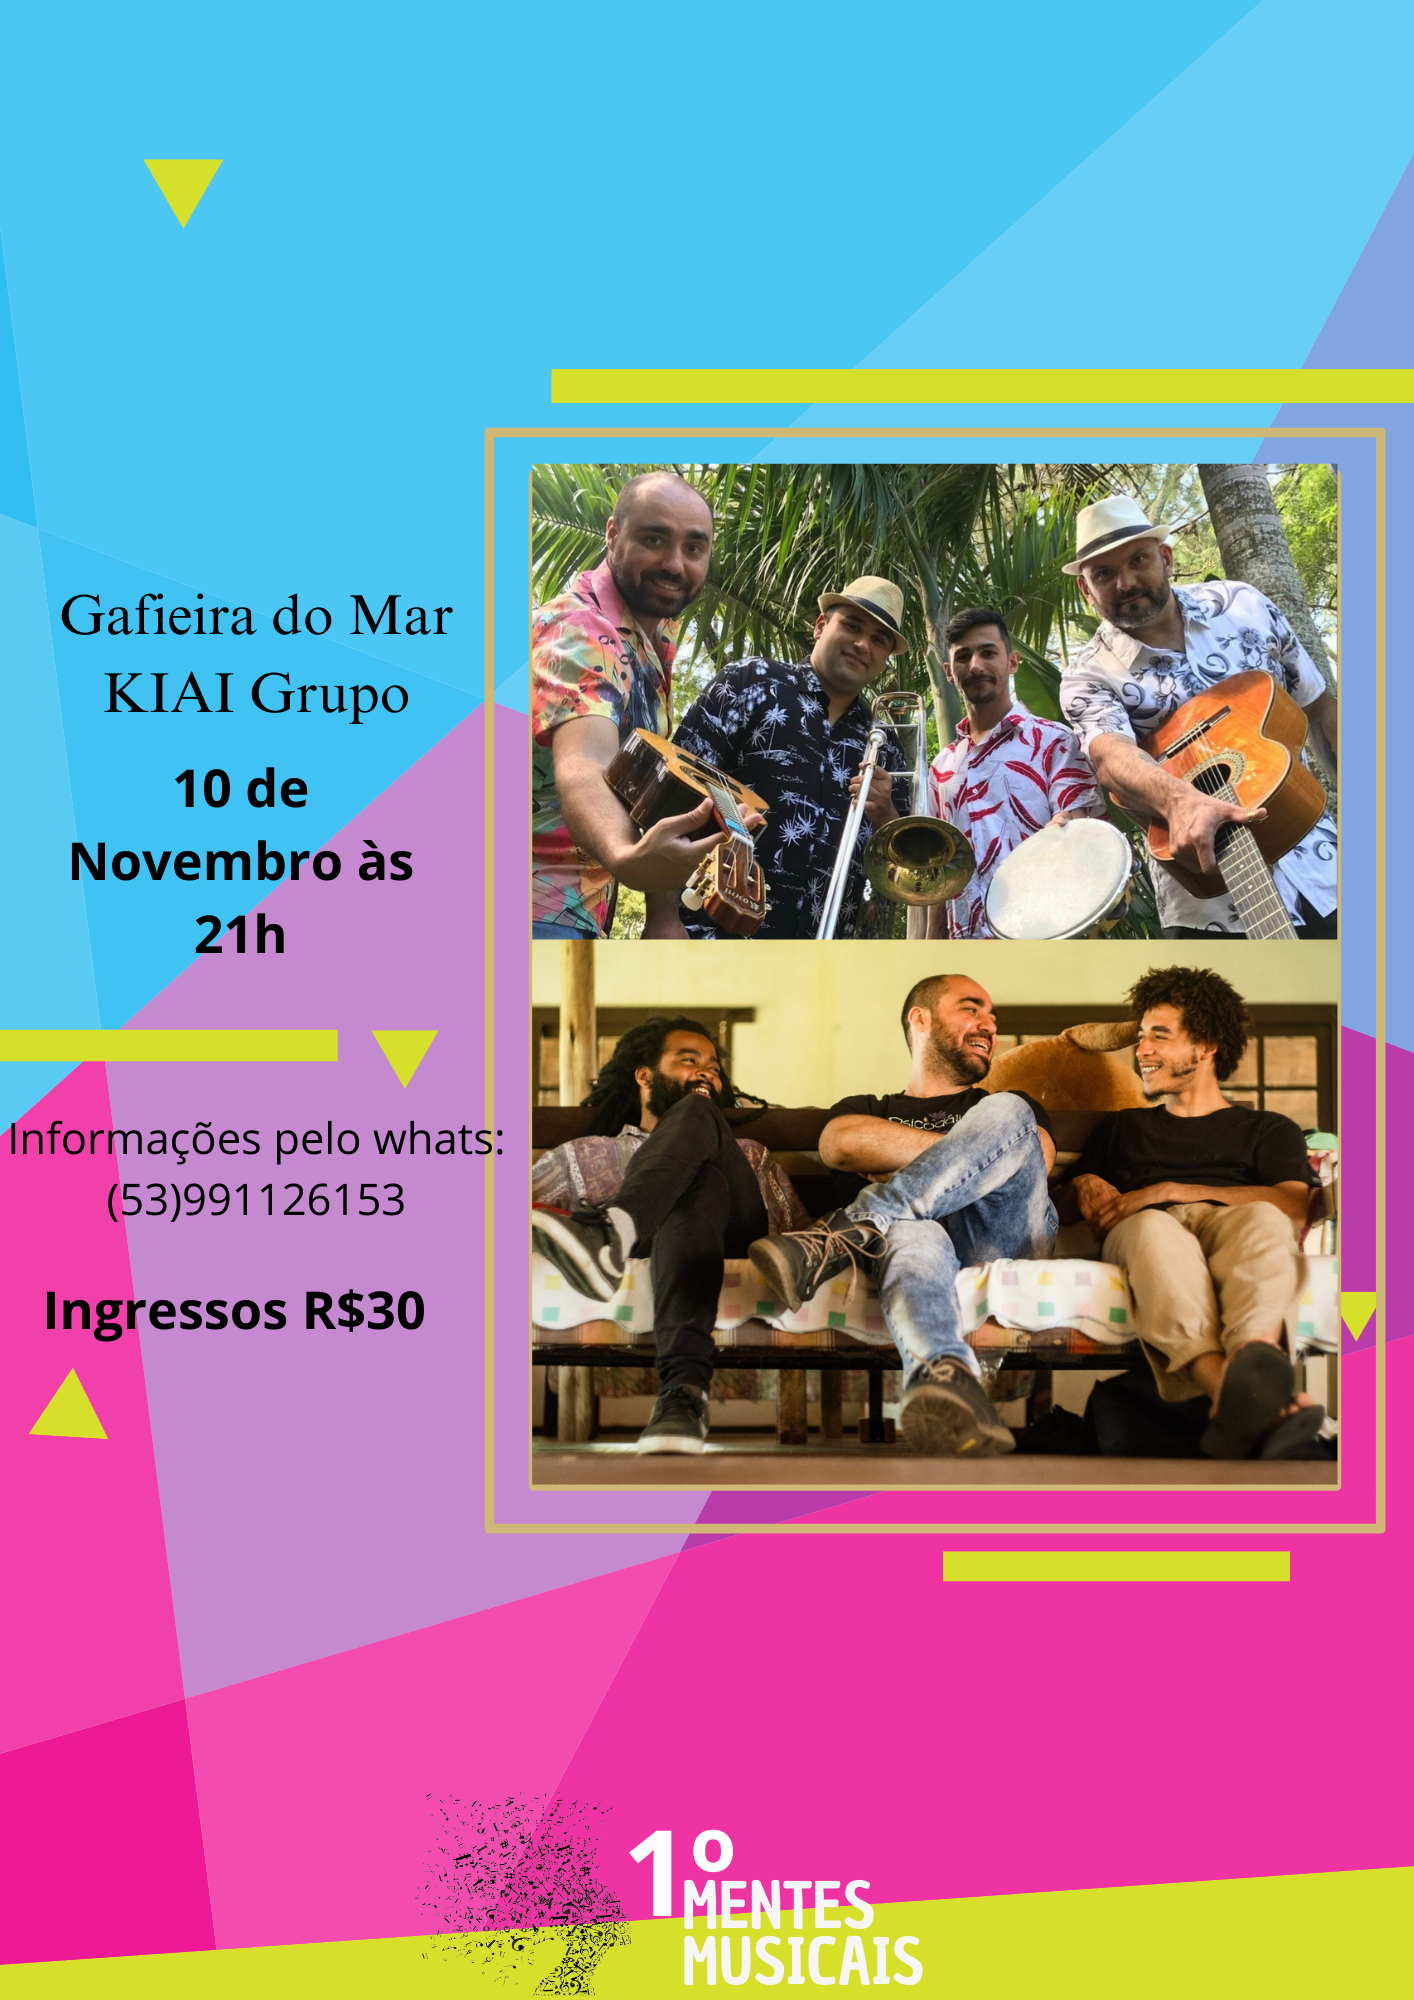 Gafieira do Mar
KIAI Grupo
10 de
Novembro às
21h
Informações pelo whats:
(53)991126153
Ingressos R$30
1º
MENTES
MUSICAIS